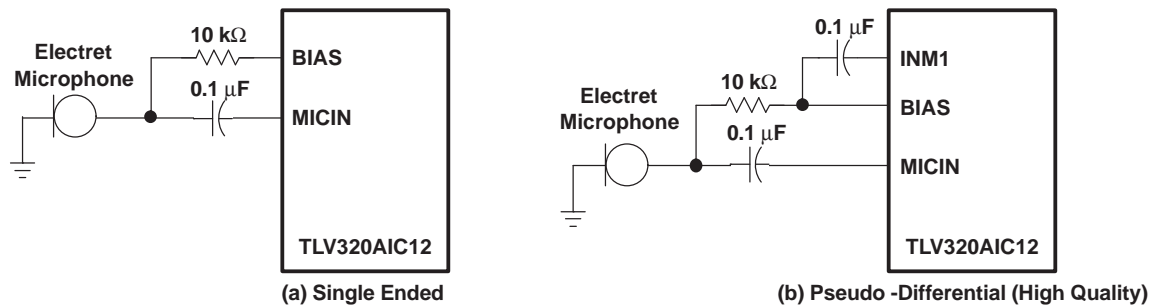 Electret
Microphone
10 kΩ
0.1 μF
BIAS
MICIN
TLV320AIC12
(a) Single Ended
Electret
Microphone
10 kΩ
0.1 μF
0.1 μF
INM1
BIAS
MICIN
TLV320AIC12
(b) Pseudo -Differential (High Quality)